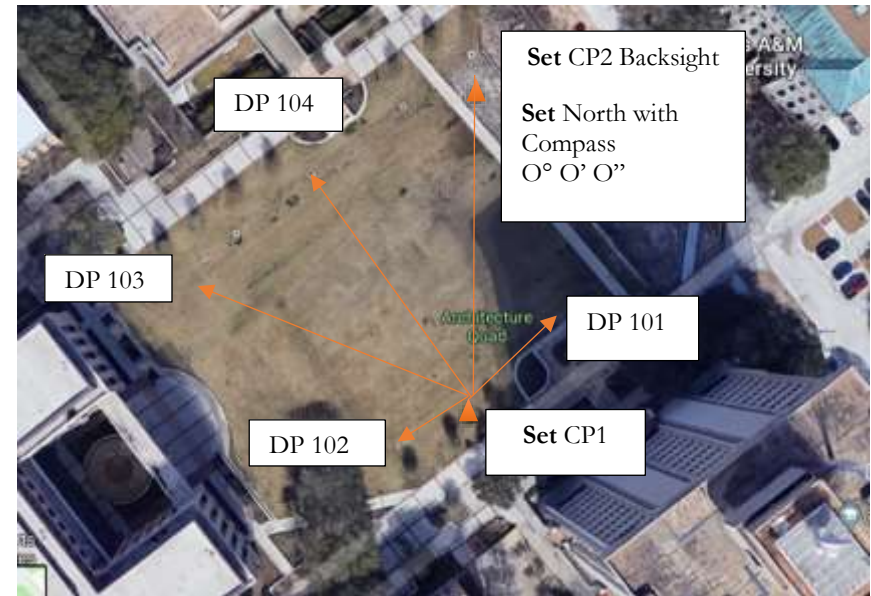 Set CP2 Backsight
s A&M
ersity
DP 104
Set North with
Compass
O° O' O”
DP 103
Architecture
Quad
DP 101
DP 102
Set CP1